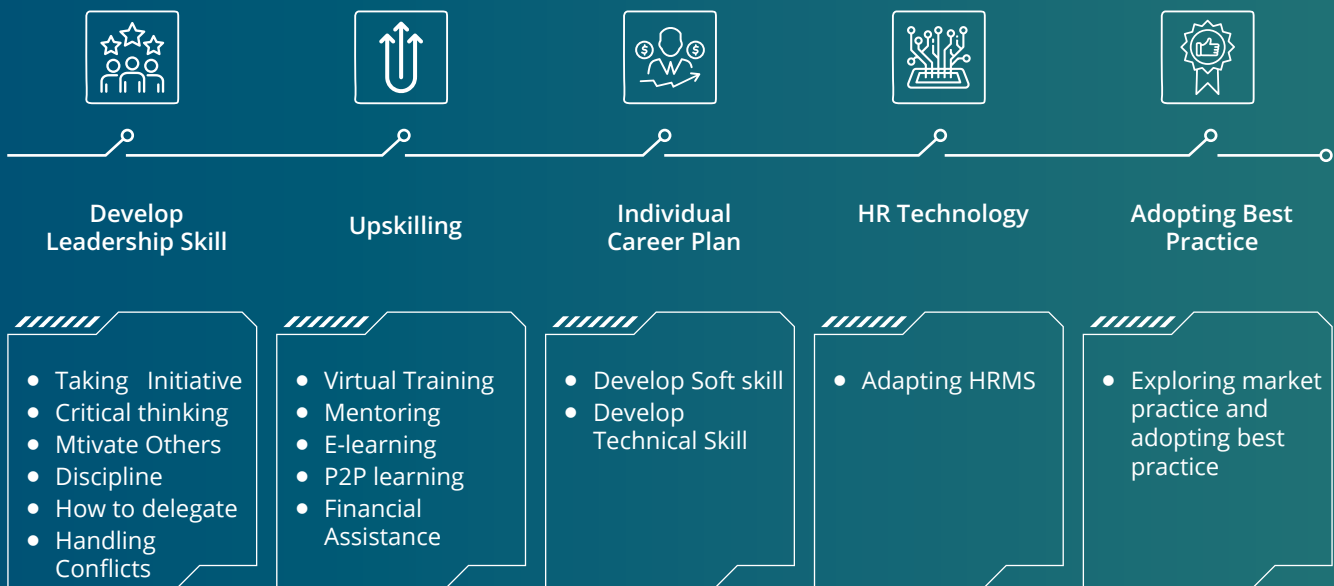 Develop
Leadership Skill
Upskilling
Individual
Career Plan
HR Technology
Adopting Best
Practice
Taking Initiative
Critical thinking
Mtivate Others
Discipline
How to delegate
Handling
Conflicts
Virtual Training
Mentoring
E-learning
P2P learning
Financial
Assistance
Develop Soft skill
Develop
Technical Skill
Adapting HRMS
Exploring market
practice and
adopting best
practice